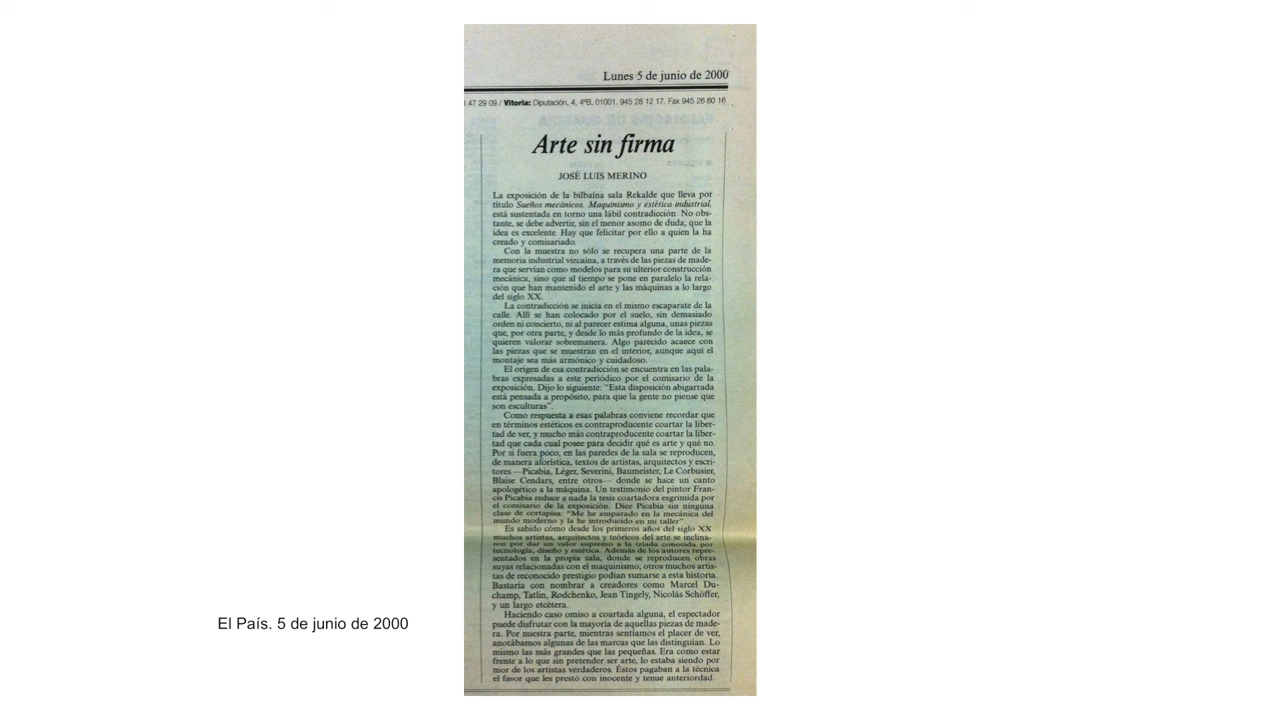 Lunes 5 de junio de 2000
47 29 09 / Vitoria: Diputación, 4, 4ºB, 01001. 945 28 12 17. Fax 945 26 60 16
Arte sin firma
JOSÉ LUIS MERINO
La exposición de la bilbaína sala Rekalde que lleva por
título Sueños mecánicos. Maquinismo y estética industrial,
está sustentada en torno una lábil contradicción. No obs-
tante, se debe advertir, sin el menor asomo de duda, que la
idea es excelente. Hay que felicitar por ello a quien la ha
creado y comisariado.
Con la muestra no sólo se recupera una parte de la
memoria industrial vizcaína, a través de las piezas de made-
ra que servían como modelos para su ulterior construcción
mecánica, sino que al tiempo se pone en paralelo la rela-
ción que han mantenido el arte y las máquinas a lo largo
del siglo XX.
La contradicción se inicia en el mismo escaparate de la
calle. Allí se han colocado por el suelo, sin demasiado
orden ni concierto, ni al parecer estima alguna, unas piezas
que, por otra parte, y desde lo más profundo de la idea, se
quieren valorar sobremanera. Algo parecido acaece con
las piezas que se muestran en el interior, aunque aquí el
montaje sea más armónico y cuidadoso.
El origen de esa contradicción se encuentra en las pala-
bras expresadas a este periódico por el comisario de la
exposición. Dijo lo siguiente: "Esta disposición abigarrada
está pensada a propósito, para que la gente no piense que
son esculturas".
Como respuesta a esas palabras conviene recordar que
en términos estéticos es contraproducente coartar la liber-
tad de ver, y mucho más contraproducente coartar la liber-
tad que cada cual posee para decidir qué es arte y qué no.
Por si fuera poco, en las paredes de la sala se reproducen,
de manera aforística, textos de artistas, arquitectos y escri-
tores —Picabia, Léger, Severini, Baumeister, Le Corbusier,
Blaise Cendars, entre otros— donde se hace un canto
apologético a la máquina. Un testimonio del pintor Fran-
cis Picabia reduce a nada la tesis coartadora esgrimida por
el comisario de la exposición. Dice Picabia sin ninguna
clase de cortapisa: "Me he amparado en la mecánica del
mundo moderno y la he introducido en mi taller".
Es sabido cómo desde los primeros años del siglo XX
muchos artistas, arquitectos y teóricos del arte se inclina-
ron por dar un valor supremo a la tríada conocida por
tecnología, diseño y estética. Además de los autores repre-
sentados en la propia sala, donde se reproducen obras
suyas relacionadas con el maquinismo, otros muchos artis-
tas de reconocido prestigio podían sumarse a esta historia.
Bastaría con nombrar a creadores como Marcel Du-
champ, Tatlin, Rodchenko, Jean Tingely, Nicolás Schöffer,
y un largo etcétera.
Haciendo caso omiso a coartada alguna, el espectador
puede disfrutar con la mayoría de aquellas piezas de made-
ra. Por nuestra parte, mientras sentíamos el placer de ver,
anotábamos algunas de las marcas que las distinguían. Lo
mismo las más grandes que las pequeñas. Era como estar
frente a lo que sin pretender ser arte, lo estaba siendo por
mor de los artistas verdaderos. Éstos pagaban a la técnica
el favor que les prestó con inocente y tenue anteriordad.
El País. 5 de junio de 2000